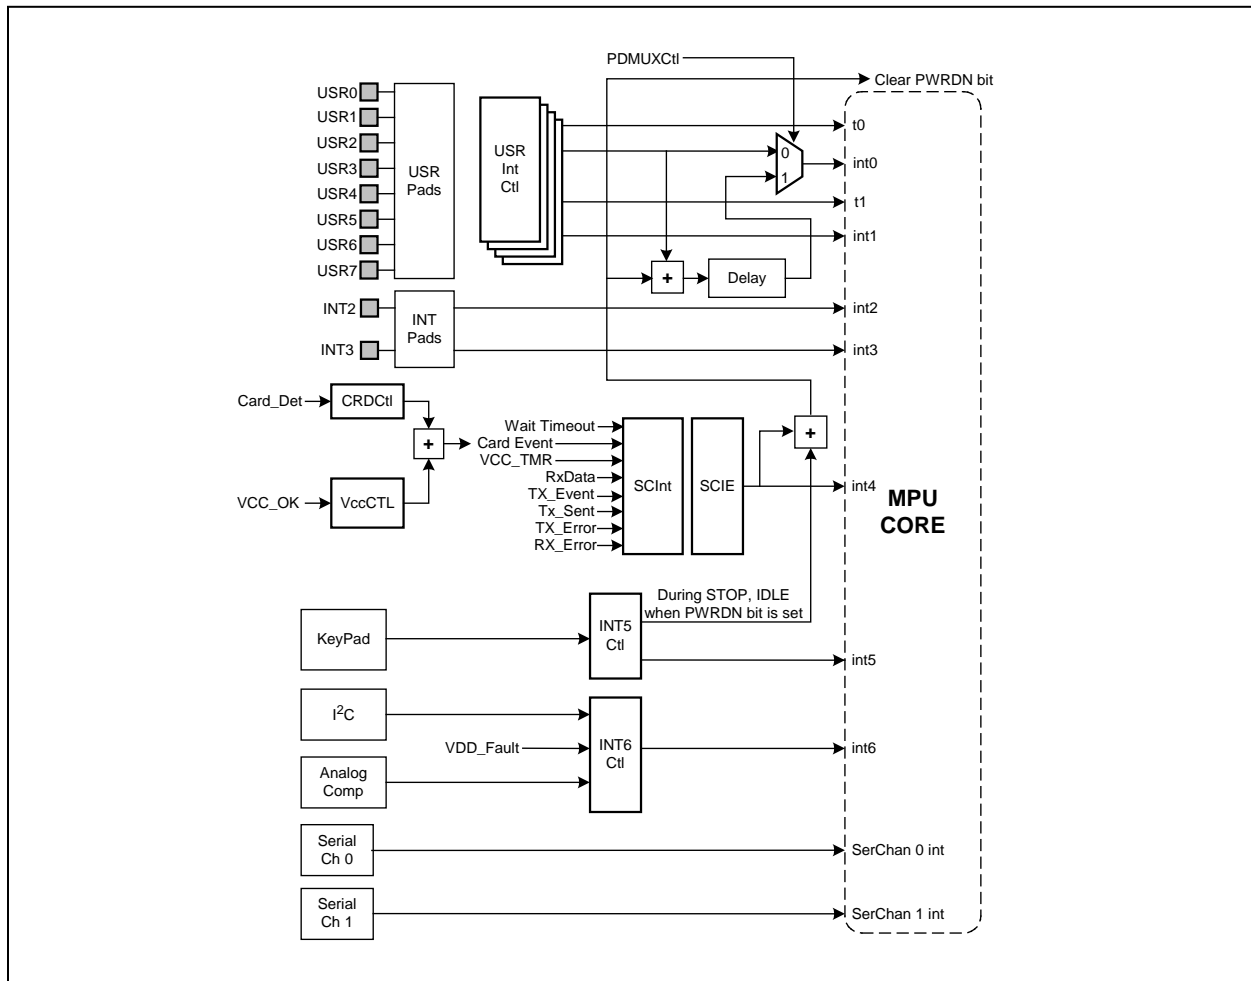 PDMUXCtl
Clear PWRDN bit
USR0
USR1
USR2
USR3
USR4
USR5
USR6
USR7
USR
Pads
USR
Int
Ctl
0
1
t0
int0
t1
int1
+
Delay
INT2
INT3
INT
Pads
int2
int3
Card_Det
CRDCtl
+
VCC_OK
VccCTL
Wait Timeout
Card Event
VCC_TMR
RxData
TX_Event
Tx_Sent
TX_Error
RX_Error
SCInt
SCIE
+
int4
MPU
CORE
During STOP, IDLE
when PWRDN bit is set
KeyPad
INT5
Ctl
int5
I²C
VDD_Fault
Analog
Comp
INT6
Ctl
int6
Serial
Ch 0
SerChan 0 int
Serial
Ch 1
SerChan 1 int